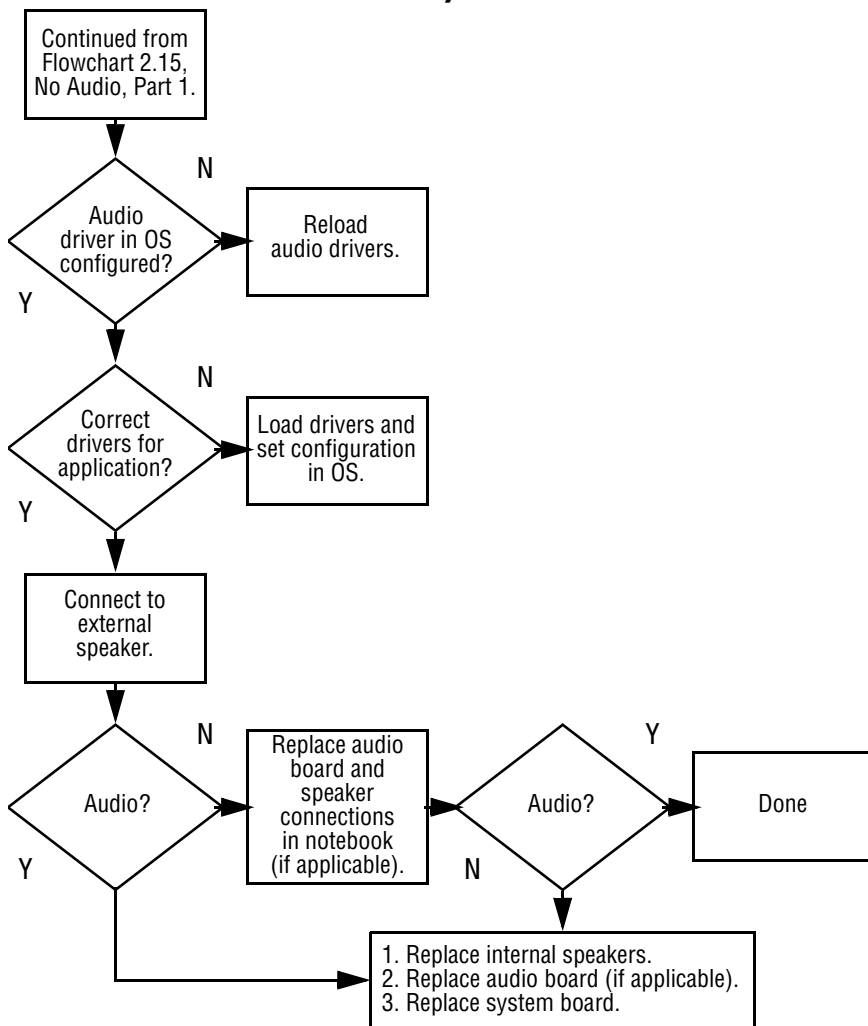 Continued from
Flowchart 2.15,
No Audio, Part 1.
N
Audio
driver in OS
configured?
Reload
audio drivers.
Y
N
Correct
drivers for
application?
Load drivers and
set configuration
in OS.
Y
Connect to
external
speaker.
N
Audio?
Replace audio
board and
speaker
connections
in notebook
(if applicable).
Y
Audio?
Y
Done
N
1. Replace internal speakers.
2. Replace audio board (if applicable).
3. Replace system board.